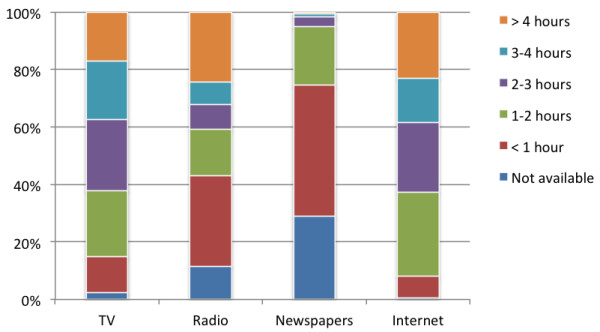 100%
80%
60%
40%
20%
0%
TV
Radio
Newspapers
Internet
> 4 hours
3-4 hours
2-3 hours
1-2 hours
< 1 hour
Not available